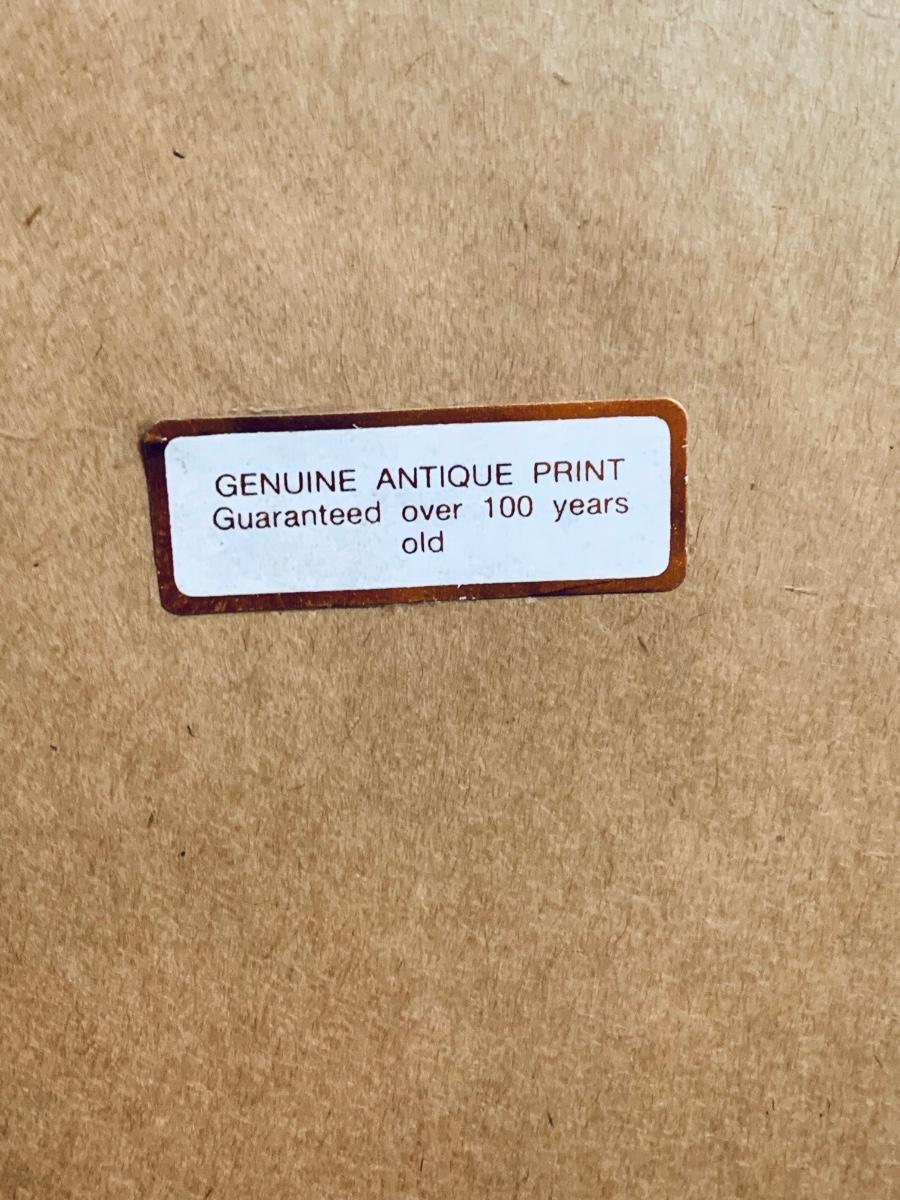 GENUINE ANTIQUE PRINT
Guaranteed over 100 years
old